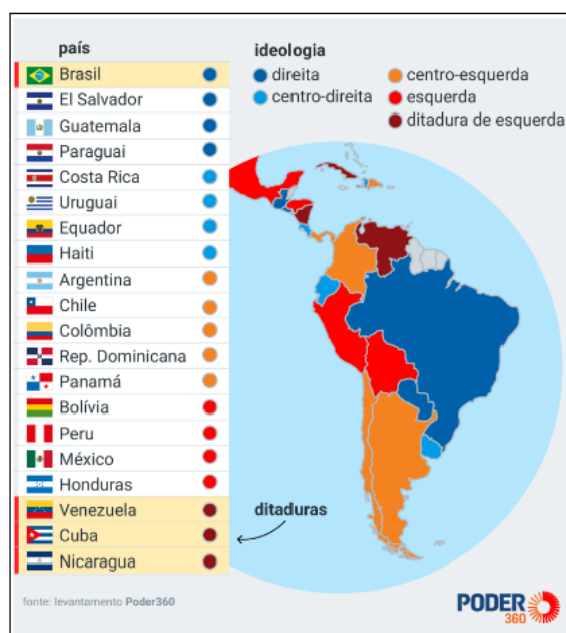 país
Brasil
El Salvador
Guatemala
Paraguai
Costa Rica
Uruguai
Equador
Haiti
Argentina
Chile
Colômbia
Rep. Dominicana
Panamá
Bolívia
Peru
México
Honduras
Venezuela
Cuba
Nicaragua
ideologia
direita
centro-direita
centro-esquerda
esquerda
ditadura de esquerda
ditaduras
fonte: levantamento Poder360
PODER
360